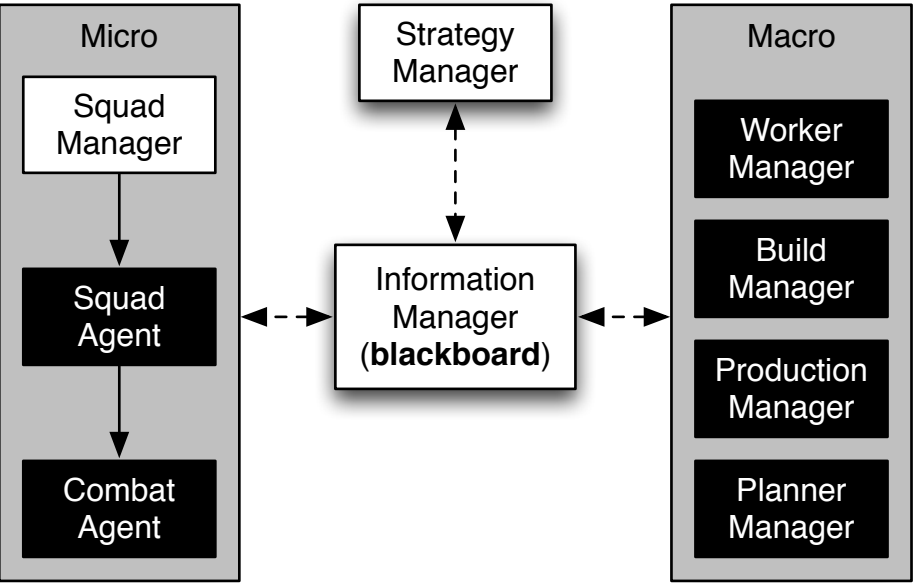 Micro
Squad
Manager
Squad
Agent
Combat
Agent
Strategy
Manager
Information
Manager
(blackboard)
Macro
Worker
Manager
Build
Manager
Production
Manager
Planner
Manager